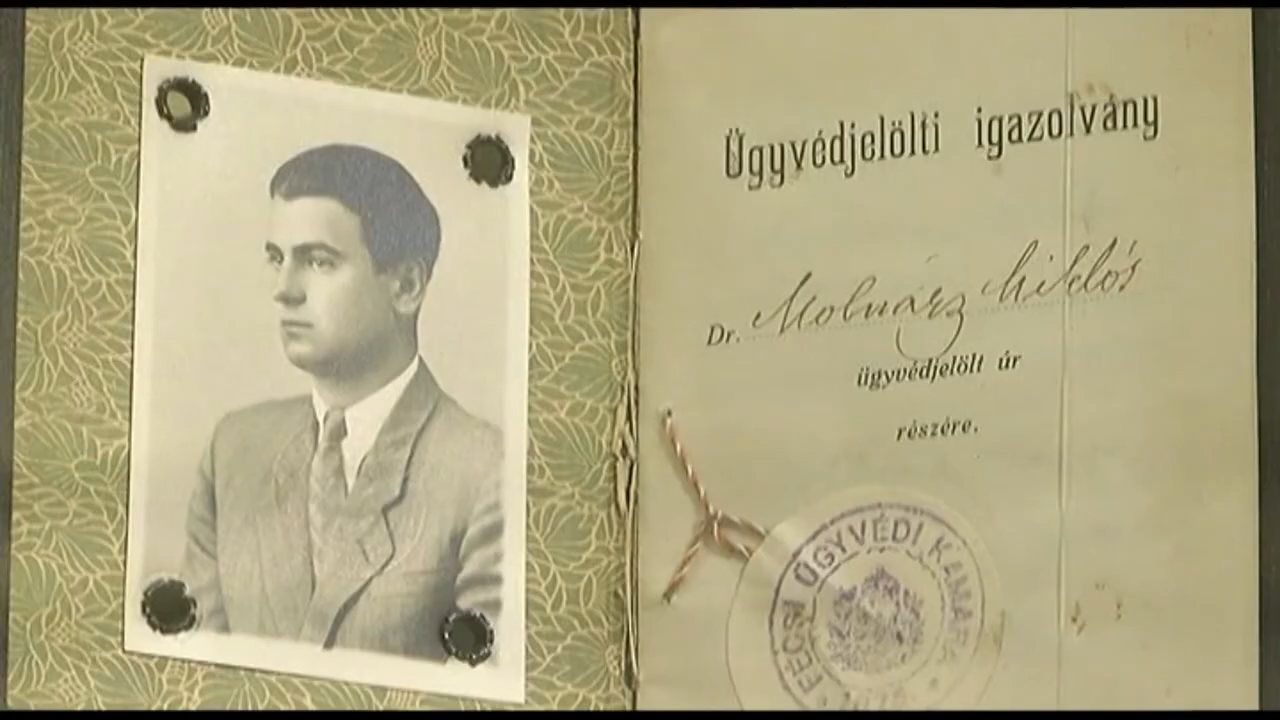 Ügyvédjelölti igazolvány
Dr. Molnár Miklós
ügyvédjelölt úr
részére.
PÉCSI ÜGYVÉDI KAMARA